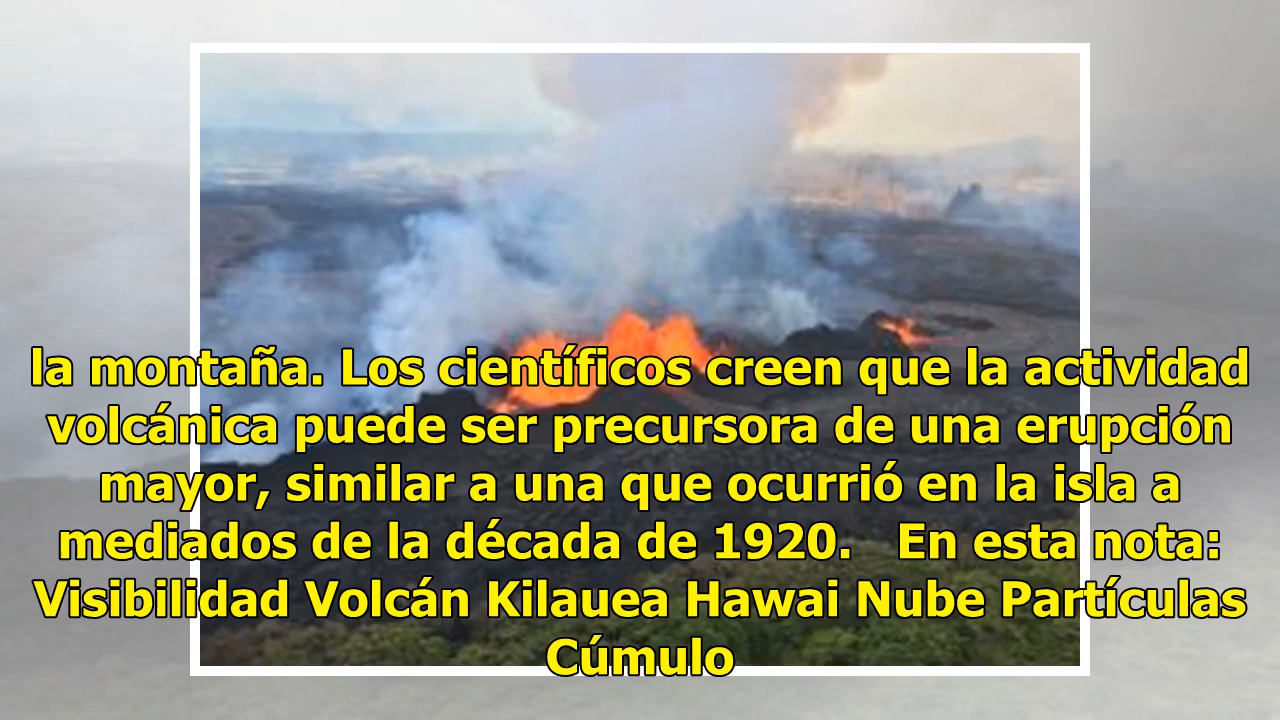 la montaña. Los científicos creen que la actividad
volcánica puede ser precursora de una erupción
mayor, similar a una que ocurrió en la isla a
mediados de la década de 1920.   En esta nota:
Visibilidad Volcán Kilauea Hawai Nube Partículas
Cúmulo